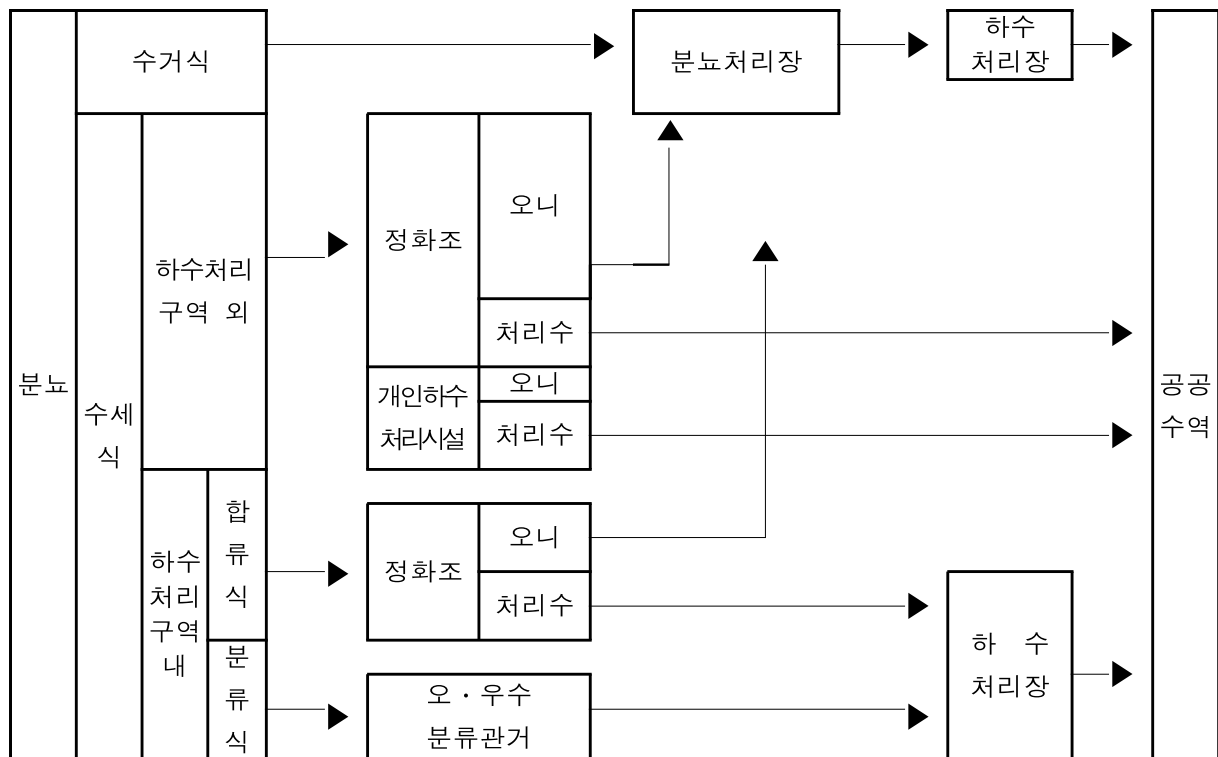 수거식
분뇨처리장
하수
처리장
분뇨
수세
식
하수처리
구역 외
정화조
오니
처리수
개인하수
처리시설
오니
처리수
하수
처리
구역
내
합
류
식
정화조
오니
처리수
분
류
식
오·우수
분류관거
하 수
처리장
공공
수역